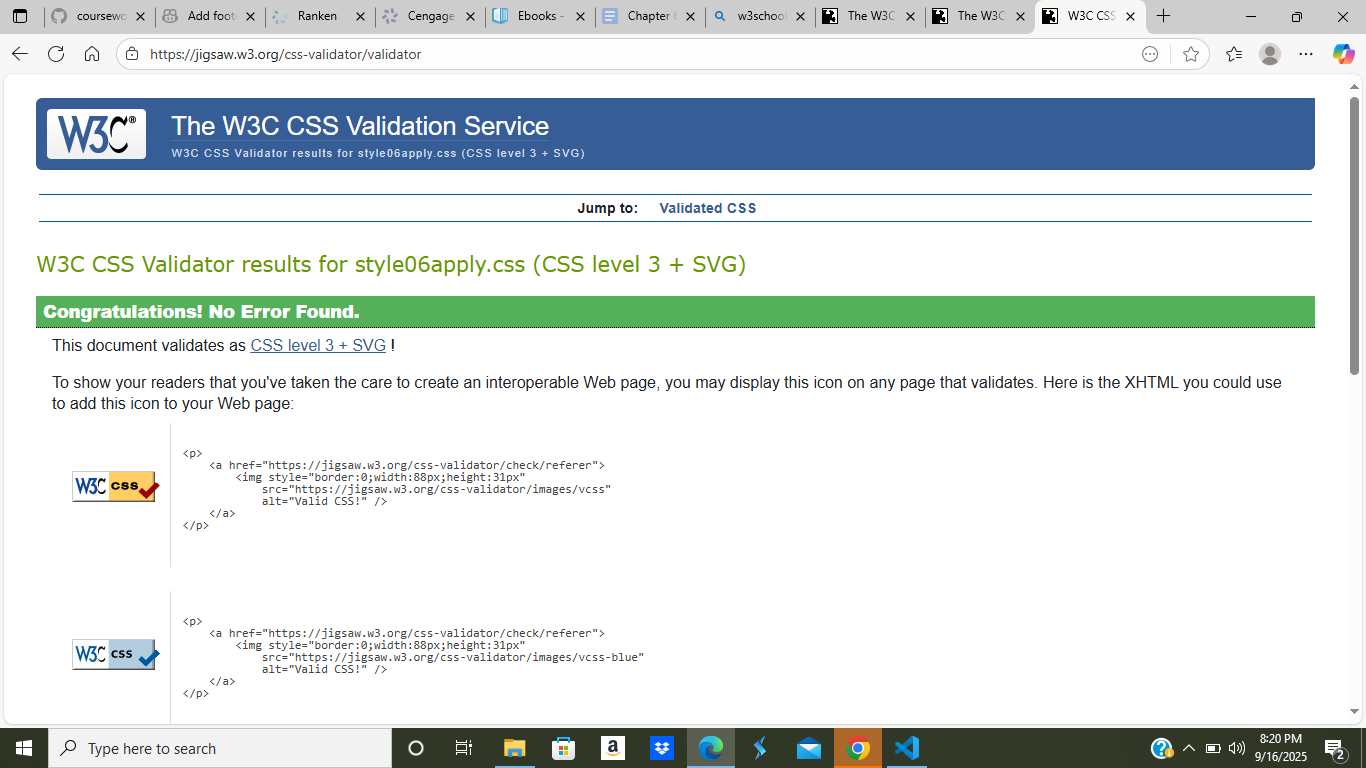 coursewo
Add foot
Ranken
Cengage
Ebooks -
Chapter 6
w3school
The W3C
The W3C
W3C CSS
https://jigsaw.w3.org/css-validator/validator
W3C®
The W3C CSS Validation Service
W3C CSS Validator results for style06apply.css (CSS level 3 + SVG)
Jump to: Validated CSS
W3C CSS Validator results for style06apply.css (CSS level 3 + SVG)
Congratulations! No Error Found.
This document validates as CSS level 3 + SVG !
To show your readers that you've taken the care to create an interoperable Web page, you may display this icon on any page that validates. Here is the XHTML you could use
to add this icon to your Web page:
W3C css
<p>
<a href="https://jigsaw.w3.org/css-validator/check/referer">
<img style="border:0;width:88px;height:31px"
src="https://jigsaw.w3.org/css-validator/images/vcss"
alt="Valid CSS!" />
</a>
</p>
W3C css
<p>
<a href="https://jigsaw.w3.org/css-validator/check/referer">
<img style="border:0;width:88px;height:31px"
src="https://jigsaw.w3.org/css-validator/images/vcss-blue"
alt="Valid CSS!" />
</a>
</p>
Type here to search
a
8:20 PM
9/16/2025
2